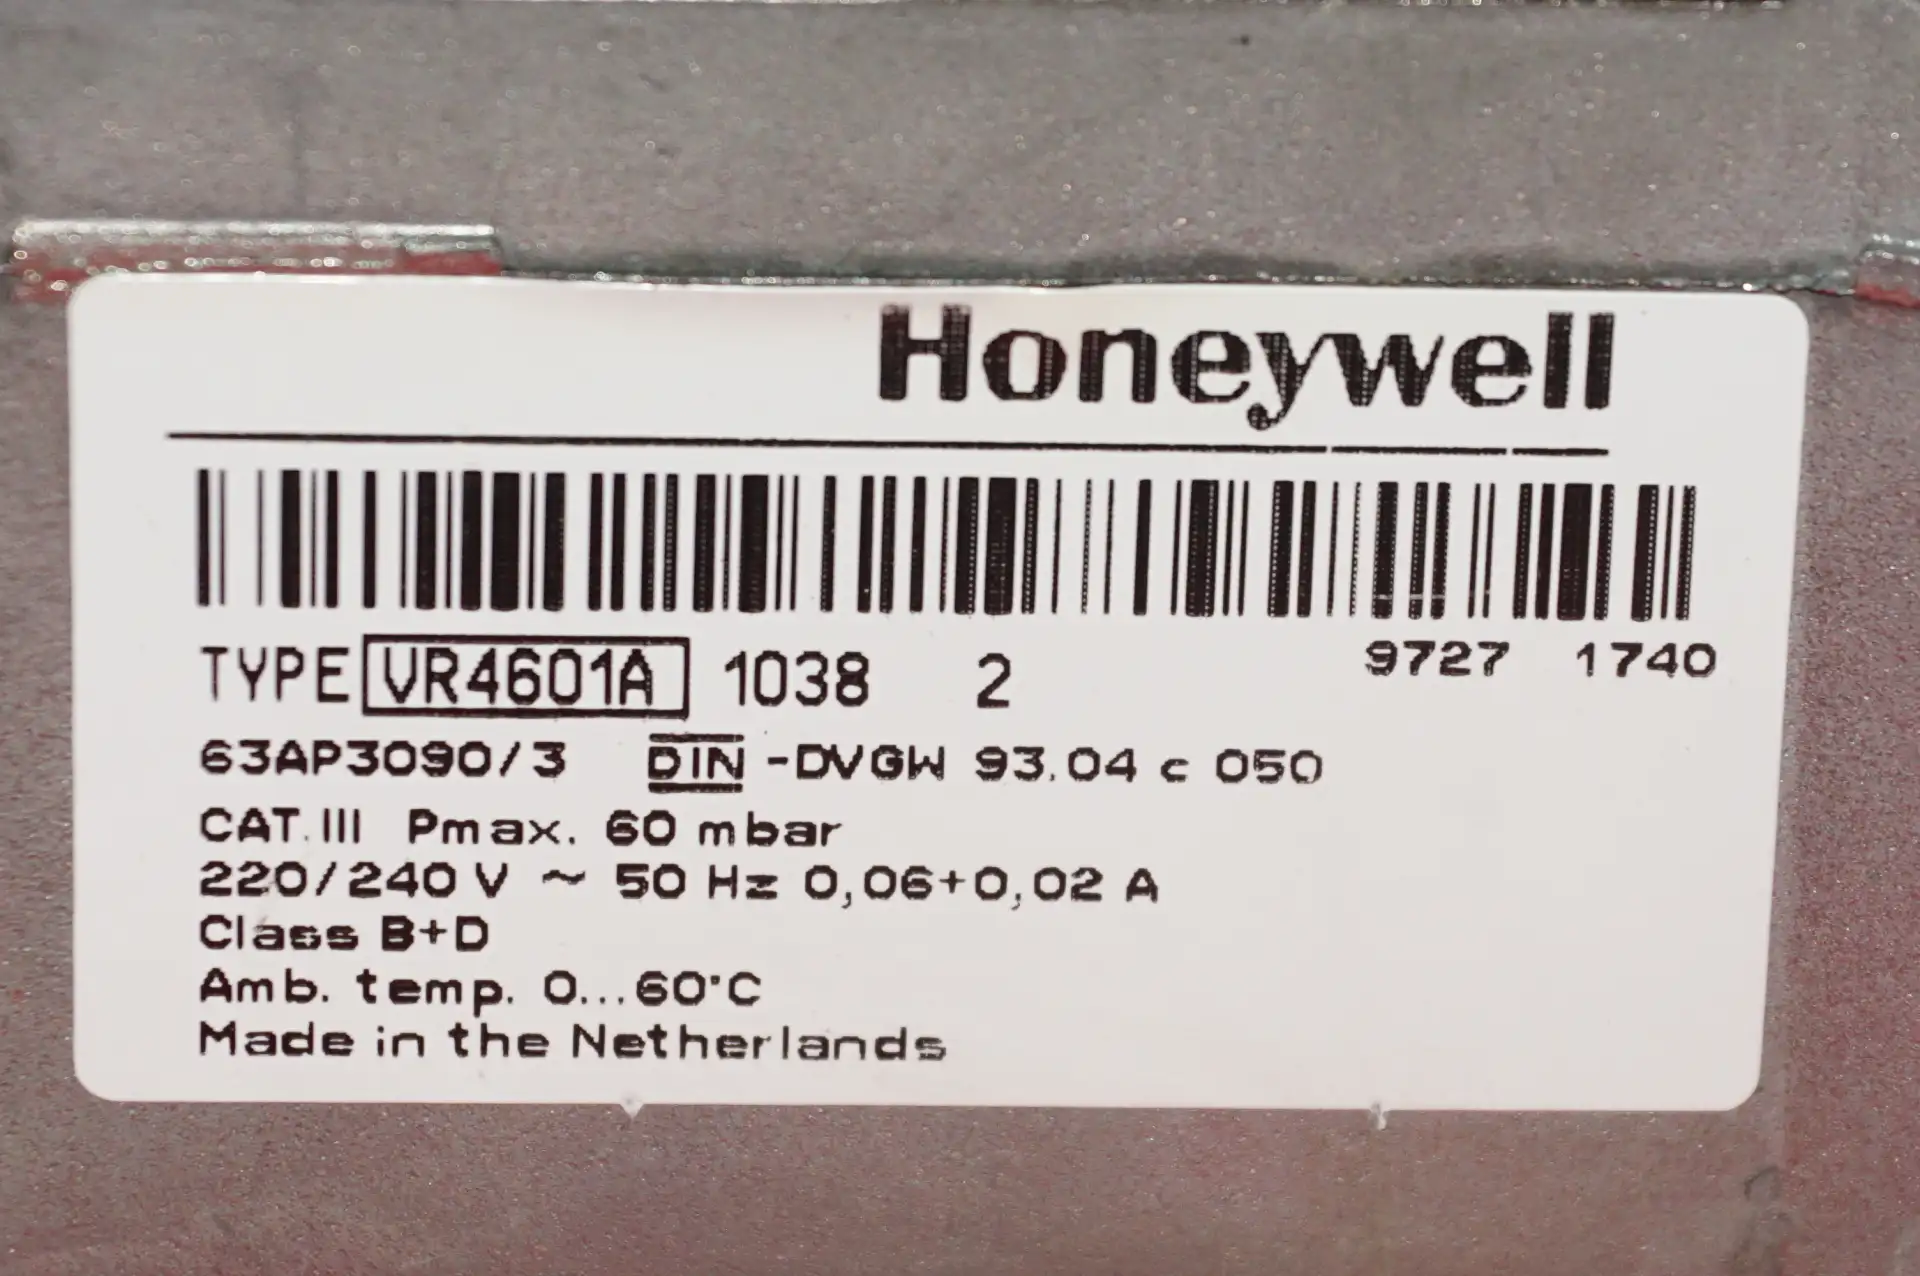 Honeywell
TYPE VR4601A 1038 2 9727 1740
63AP3090/3 DIN -DVGW 93.04 c 050
CAT.III Pmax. 60 mbar
220/240 V ~ 50 Hz 0,06+0,02 A
Class B+D
Amb. temp. 0...60°C
Made in the Netherlands